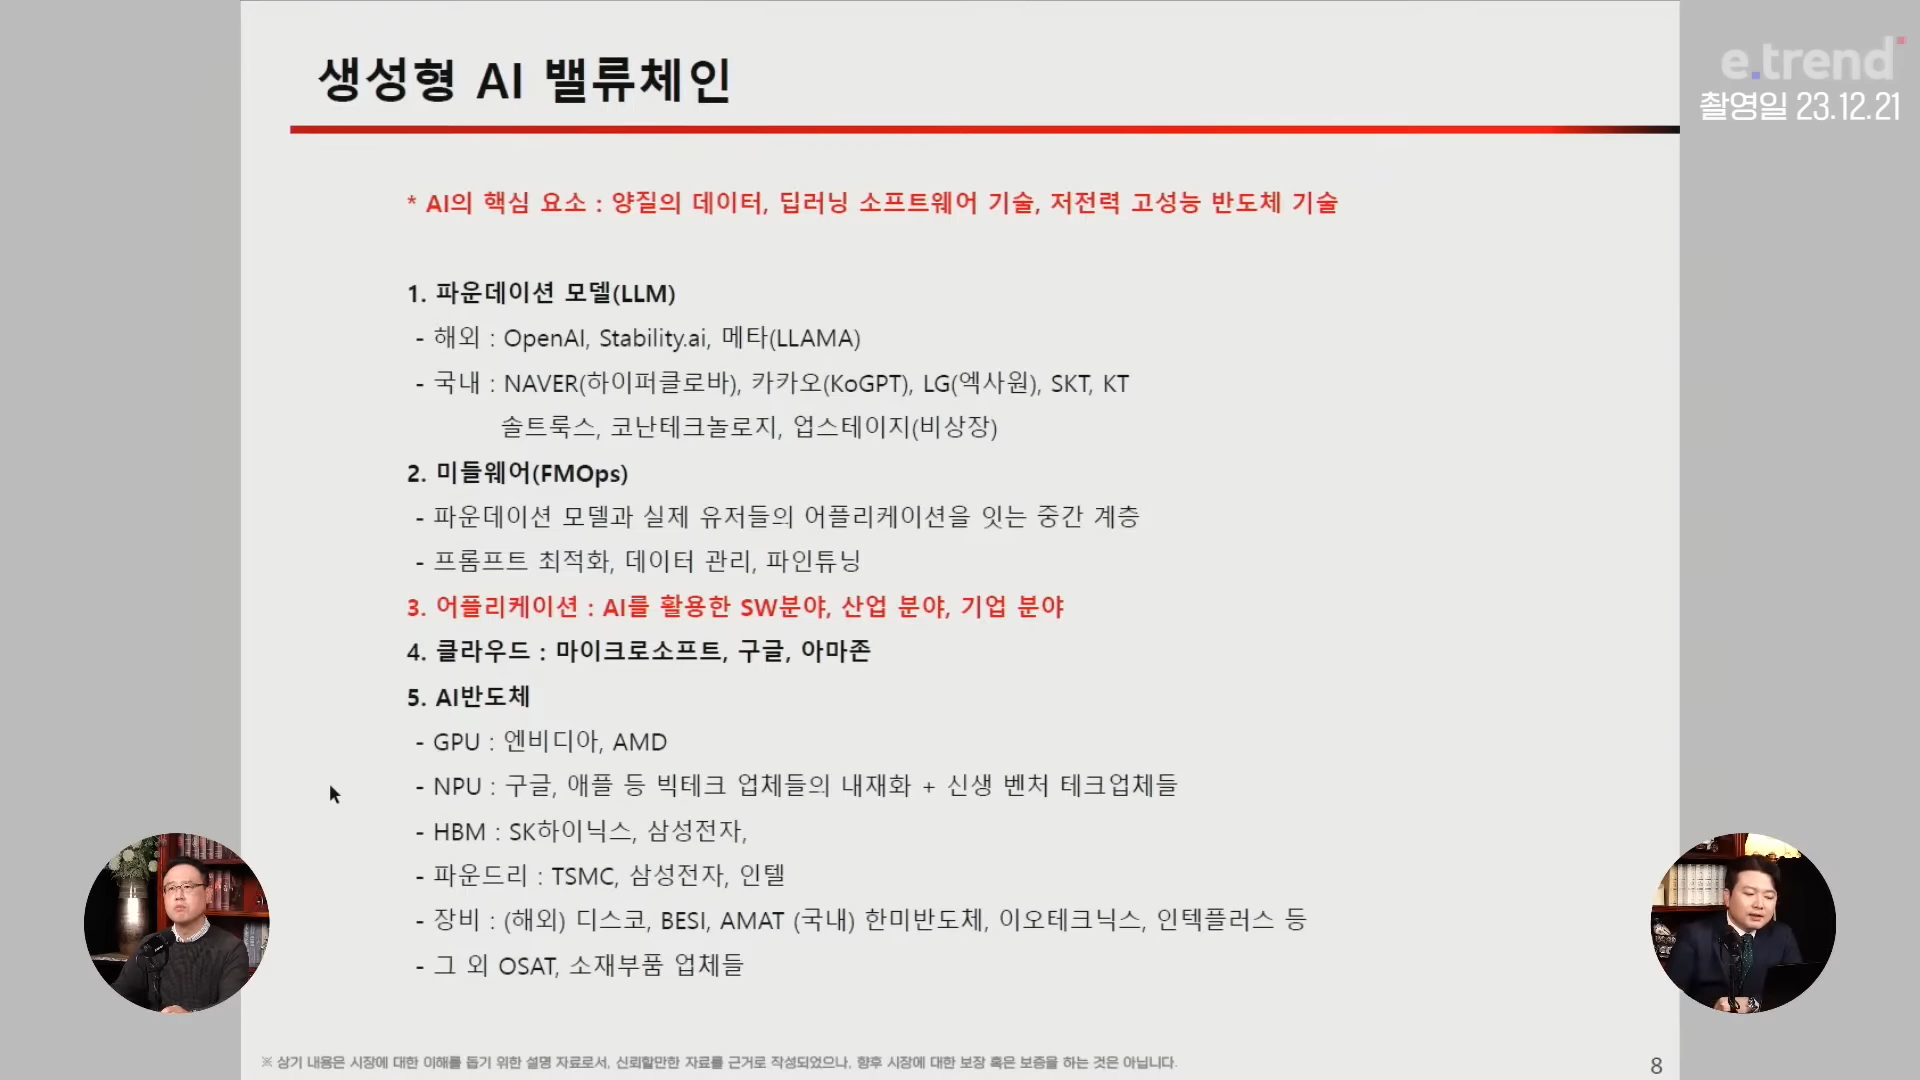 생성형 AI 밸류체인
e.trend
촬영일 23.12.21
* AI의 핵심 요소 : 양질의 데이터, 딥러닝 소프트웨어 기술, 저전력 고성능 반도체 기술
1. 파운데이션 모델(LLM)
- 해외 : OpenAI, Stability.ai, 메타(LLAMA)
- 국내 : NAVER(하이퍼클로바), 카카오(KoGPT), LG(엑사원), SKT, KT
솔트룩스, 코난테크놀로지, 업스테이지(비상장)
2. 미들웨어(FMOps)
- 파운데이션 모델과 실제 유저들의 어플리케이션을 잇는 중간 계층
- 프롬프트 최적화, 데이터 관리, 파인튜닝
3. 어플리케이션 : AI를 활용한 SW분야, 산업 분야, 기업 분야
4. 클라우드 : 마이크로소프트, 구글, 아마존
5. AI반도체
- GPU : 엔비디아, AMD
- NPU : 구글, 애플 등 빅테크 업체들의 내재화 + 신생 벤처 테크업체들
- HBM : SK하이닉스, 삼성전자,
- 파운드리 : TSMC, 삼성전자, 인텔
- 장비 : (해외) 디스코, BESI, AMAT (국내) 한미반도체, 이오테크닉스, 인텍플러스 등
- 그 외 OSAT, 소재부품 업체들
※ 상기 내용은 시장에 대한 이해를 돕기 위한 설명 자료로서, 신뢰할만한 자료를 근거로 작성되었으나, 향후 시장에 대한 보장 혹은 보증을 하는 것은 아닙니다.
8